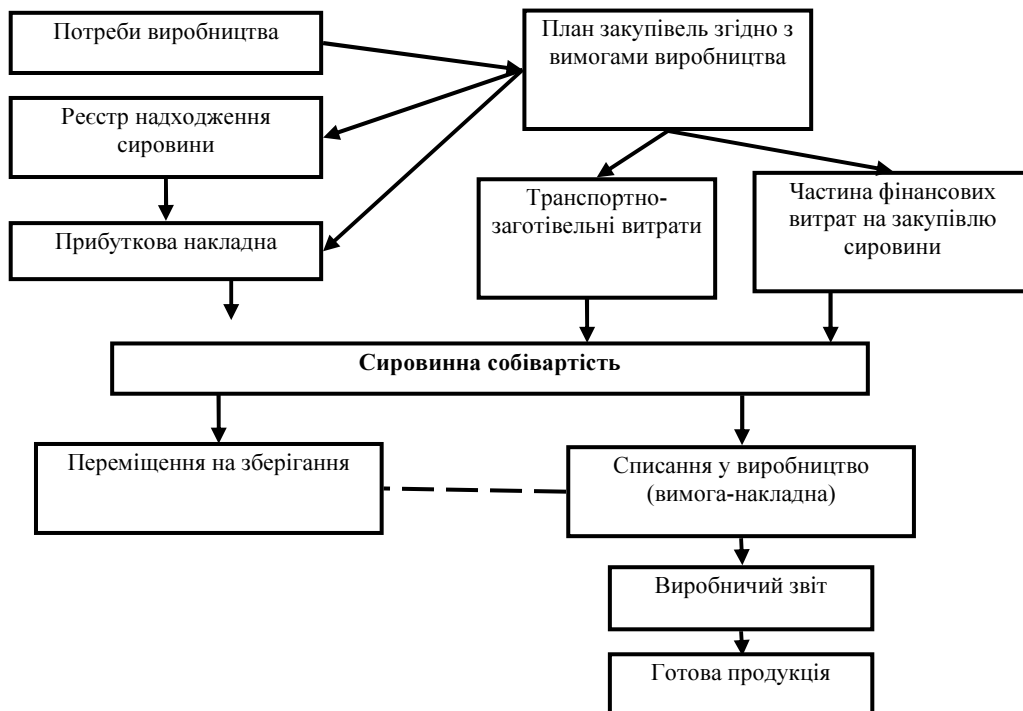 Потреби виробництва
План закупівель згідно з
вимогами виробництва
Реєстр надходження
сировини
Прибуткова накладна
Транспортно-
заготівельні витрати
Частина фінансових
витрат на закупівлю
сировини
Сировинна собівартість
Переміщення на зберігання
Списання у виробництво
(вимога-накладна)
Виробничий звіт
Готова продукція